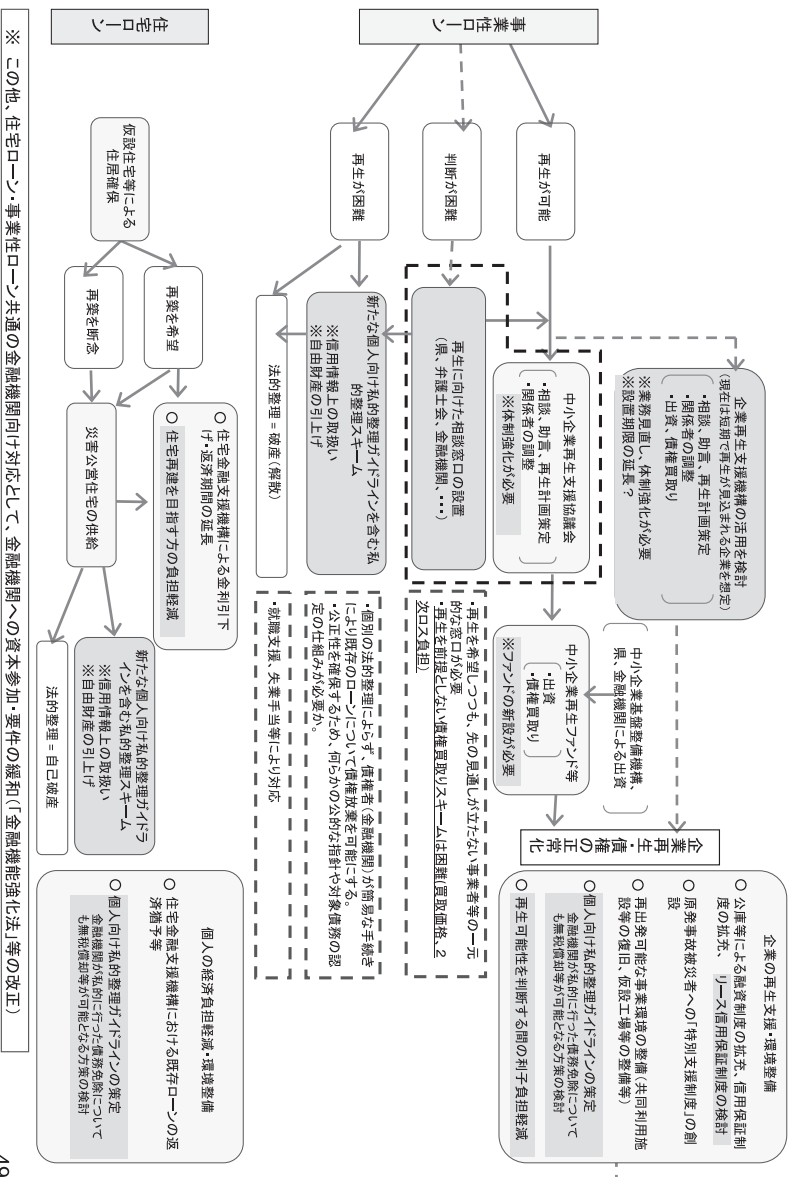 事業性ローン
住宅ローン
再生が可能
判断が困難
再生が困難
企業再生支援機構の活用を検討
(現在は短期で再生が見込まれる企業を想定)
・相談、助言、再生計画策定
・関係者の調整
・出資、債権買取り
※業務見直し、体制強化が必要
※設置期限の延長?
中小企業再生支援協議会
・相談、助言、再生計画策定
・関係者の調整
※体制強化が必要
再生に向けた相談窓口の設置
(県、弁護士会、金融機関、・・・)
新たな個人向け私的整理ガイドラインを含む私
的整理スキーム
※信用情報上の取扱い
※自由財産の引上げ
法的整理=破産(解散)
中小企業基盤整備機構、
県、金融機関による出資
中小企業再生ファンド等
・出資
・債権買取り
※ファンドの新設が必要
・再生を希望しつつも、先の見通しが立たない事業者等の一元
的な窓口が必要
・再生を前提としない債権買取りスキームは困難(買取価格、2
次ロス負担)
・個別の法的整理によらず、債権者(金融機関)が簡易な手続き
により既存のローンについて債権放棄を可能にする。
・公正性を確保するため、何らかの公的な指針や対象債務の認
定の仕組みが必要か。
・就職支援、失業手当等により対応
企業再生・債権の正常化
企業の再生支援・環境整備
○ 公庫等による融資制度の拡充、信用保証制
度の拡充、 リース信用保証制度の検討
○ 原発事故被災者への「特別支援制度」の創
設
○ 再出発可能な事業環境の整備(共同利用施
設等の復旧、仮設工場等の整備等)
○ 個人向け私的整理ガイドラインの策定
金融機関が私的に行った債務免除について
も無税償却等が可能となる方策の検討
○ 再生可能性を判断する間の利子負担軽減
仮設住宅等による
住居確保
再築を希望
再築を断念
○ 住宅金融支援機構による金利引下
げ・返済期間の延長
○ 住宅再建を目指す方の負担軽減
災害公営住宅の供給
新たな個人向け私的整理ガイドラ
インを含む私的整理スキーム
※信用情報上の取扱い
※自由財産の引上げ
法的整理=自己破産
個人の経済負担軽減・環境整備
○ 住宅金融支援機構における既存ローンの返
済猶予等
○ 個人向け私的整理ガイドラインの策定
金融機関が私的に行った債務免除について
も無税償却等が可能となる方策の検討
※ この他、住宅ローン・事業性ローン共通の金融機関向け対応として、金融機関への資本参加・要件の緩和(「金融機能強化法」等の改正)
49